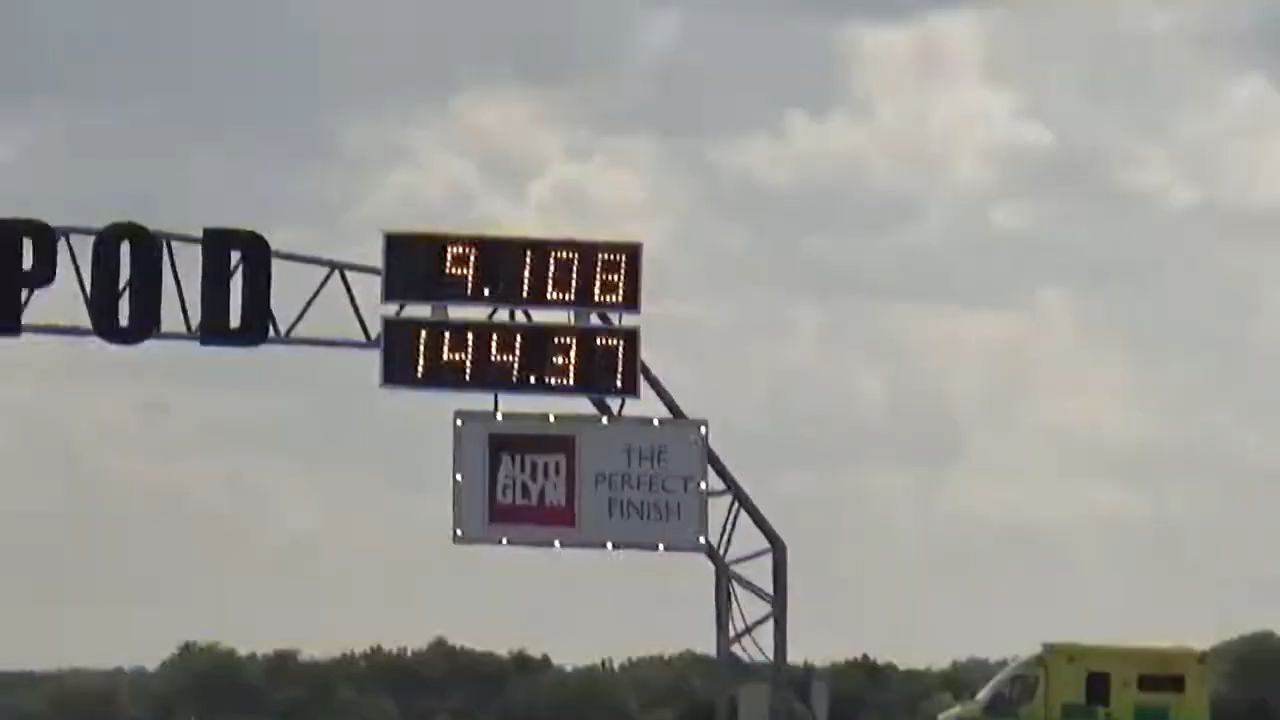 POD
9.108
144.37
AUTO
GLYM
THE
PERFECT
FINISH